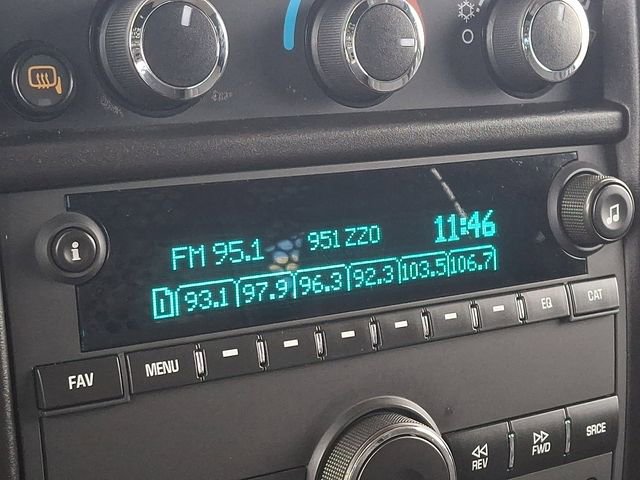 FM 95.1 951 ZZO 11:46
1 93.1 97.9 96.3 92.3 103.5 106.7
FAV MENU EQ CAT
REV FWD SRCE